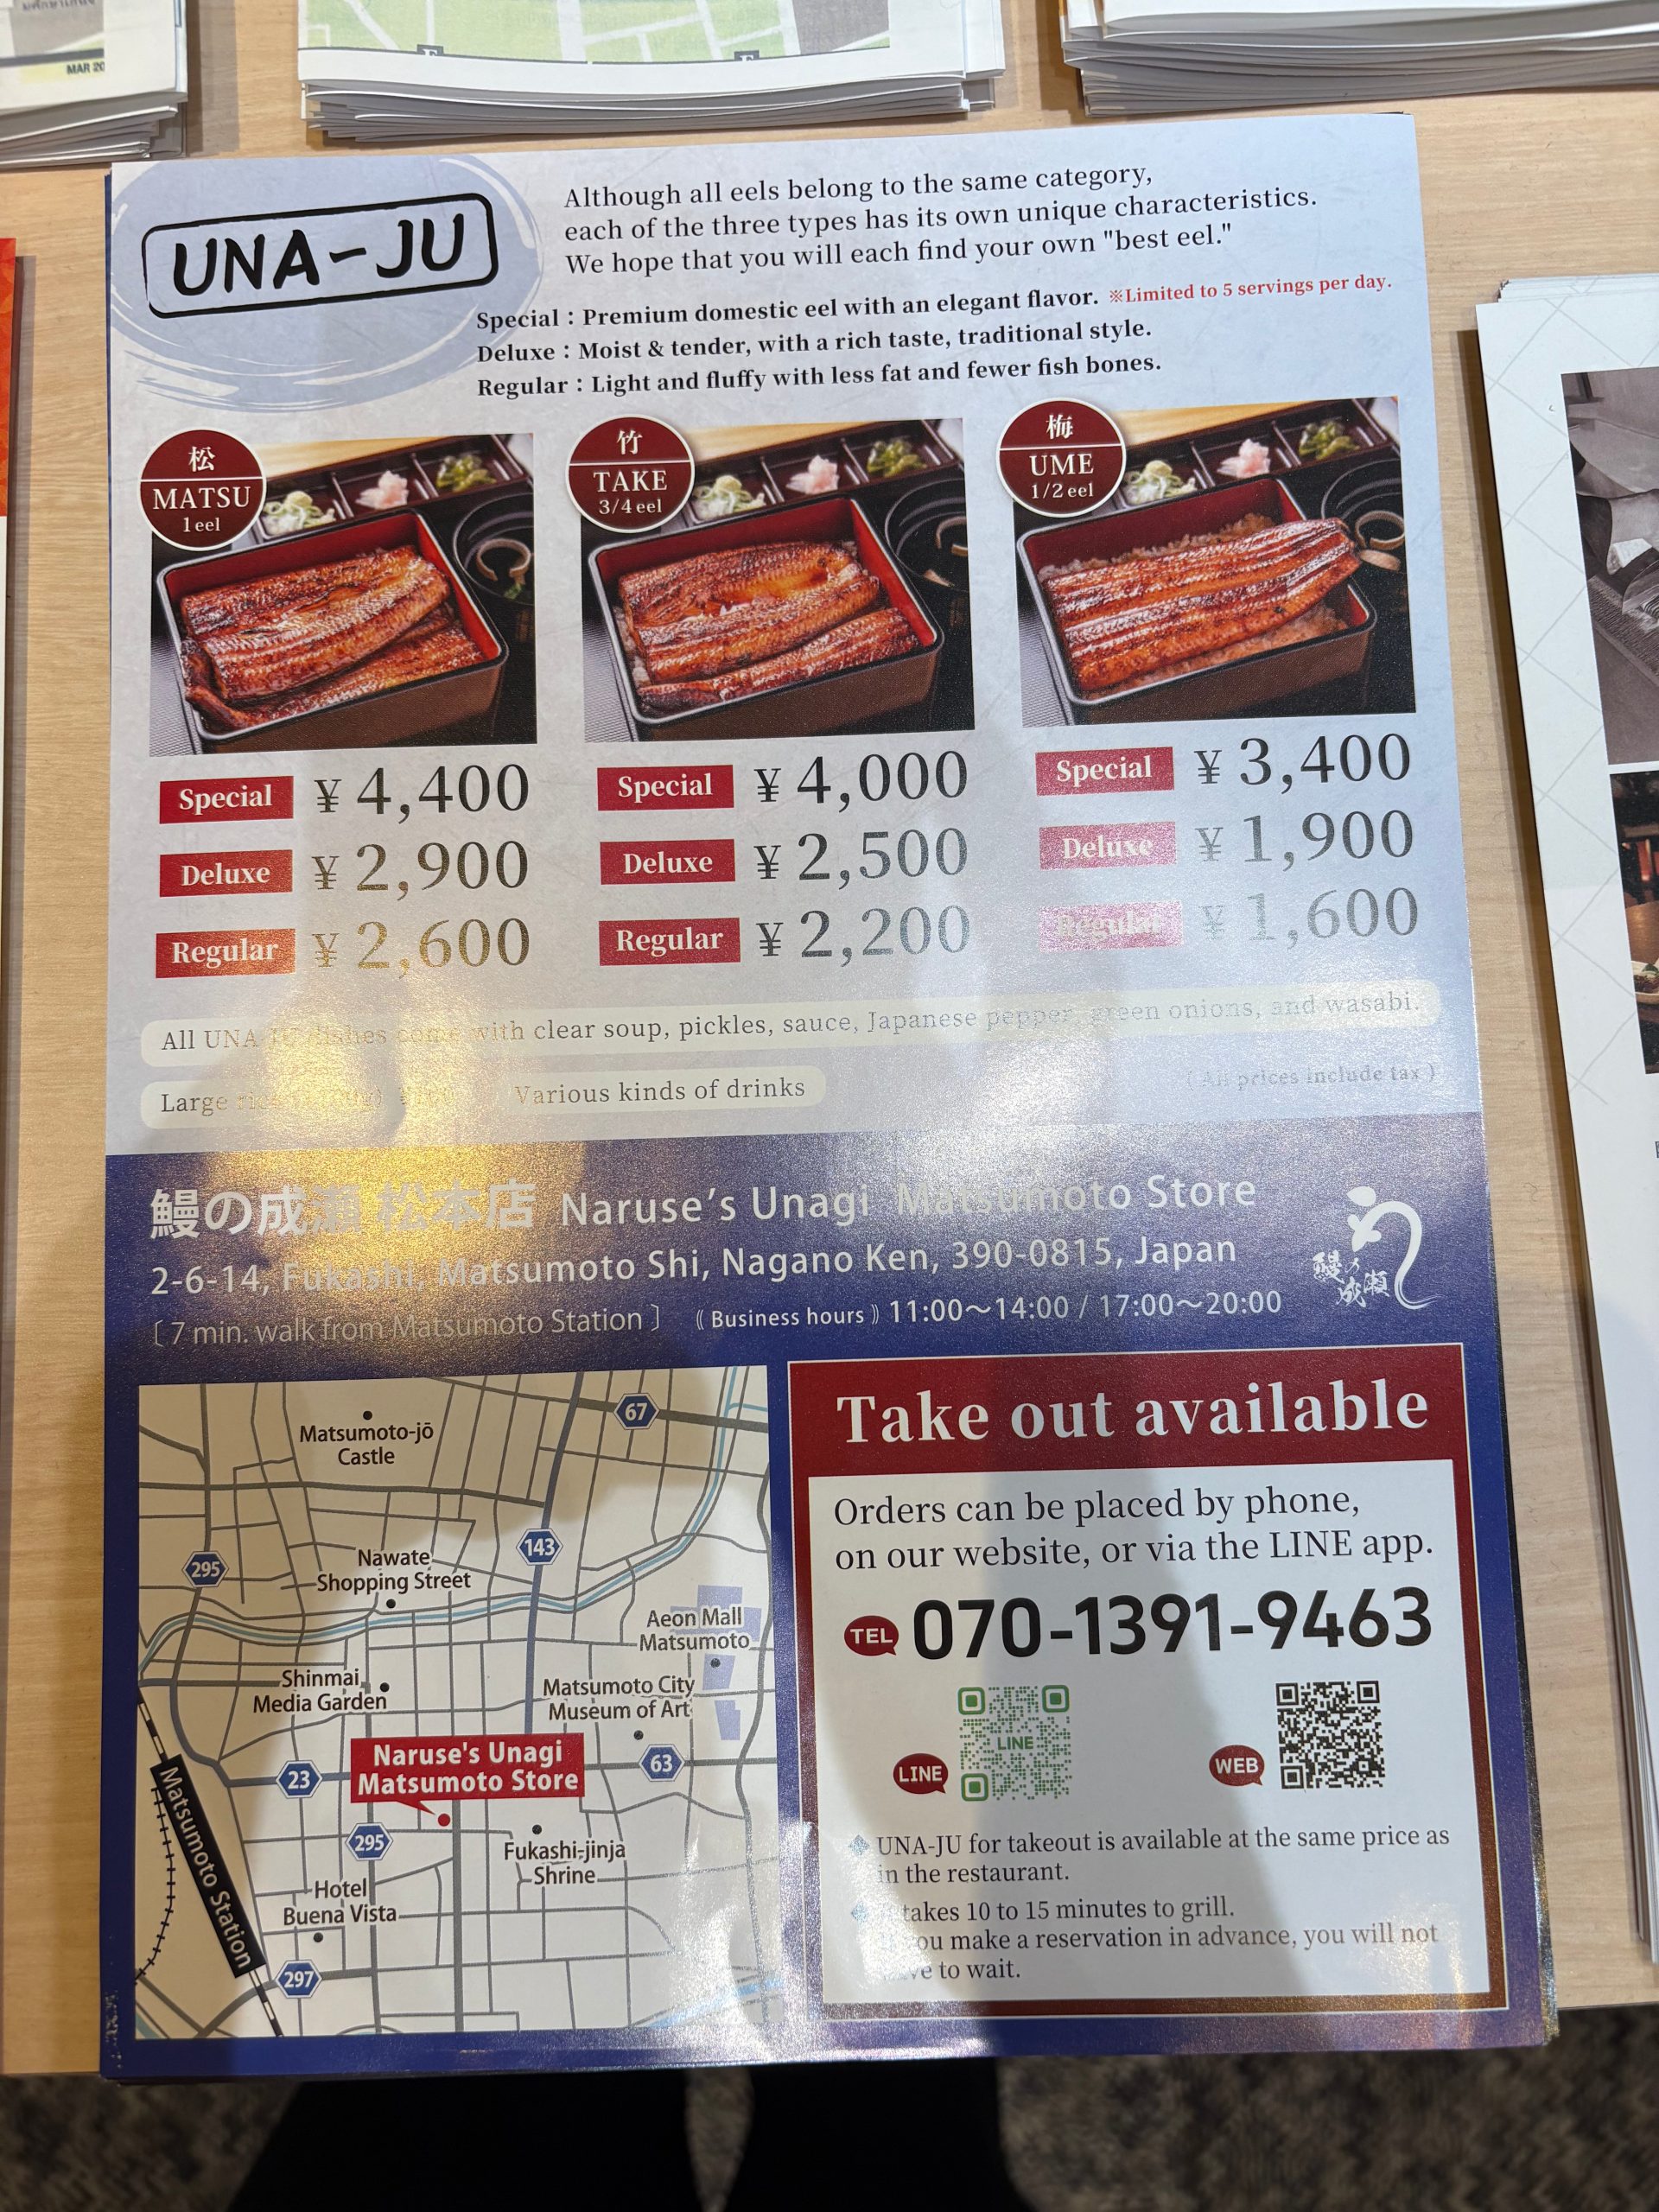 MAR 20
UNA-JU
Although all eels belong to the same category,
each of the three types has its own unique characteristics.
We hope that you will each find your own "best eel."
Special：Premium domestic eel with an elegant flavor. ※Limited to 5 servings per day.
Deluxe：Moist & tender, with a rich taste, traditional style.
Regular：Light and fluffy with less fat and fewer fish bones.
松
MATSU
1 eel
竹
TAKE
3/4 eel
梅
UME
1/2 eel
Special ¥4,400
Deluxe ¥2,900
Regular ¥2,600
Special ¥4,000
Deluxe ¥2,500
Regular ¥2,200
Special ¥3,400
Deluxe ¥1,900
Regular ¥1,600
All UNA-JU dishes come with clear soup, pickles, sauce, Japanese pepper, green onions, and wasabi.
Large Various kinds of drinks
( All prices include tax )
鰻の成瀬 松本店 Naruse's Unagi Matsumoto Store
2-6-14, Fukashi, Matsumoto Shi, Nagano Ken, 390-0815, Japan
〔7 min. walk from Matsumoto Station〕 《Business hours》11:00～14:00 / 17:00～20:00
鰻の成瀬
Matsumoto-jō
Castle
67
143
295
Nawate
Shopping Street
Aeon Mall
Matsumoto
Shinmai
Media Garden
Matsumoto City
Museum of Art
Naruse's Unagi
Matsumoto Store
23
63
295
Fukashi-jinja
Shrine
Hotel
Buena Vista
297
Matsumoto Station
Take out available
Orders can be placed by phone,
on our website, or via the LINE app.
TEL 070-1391-9463
LINE
LINE
WEB
UNA-JU for takeout is available at the same price as
in the restaurant.
takes 10 to 15 minutes to grill.
make a reservation in advance, you will not
to wait.